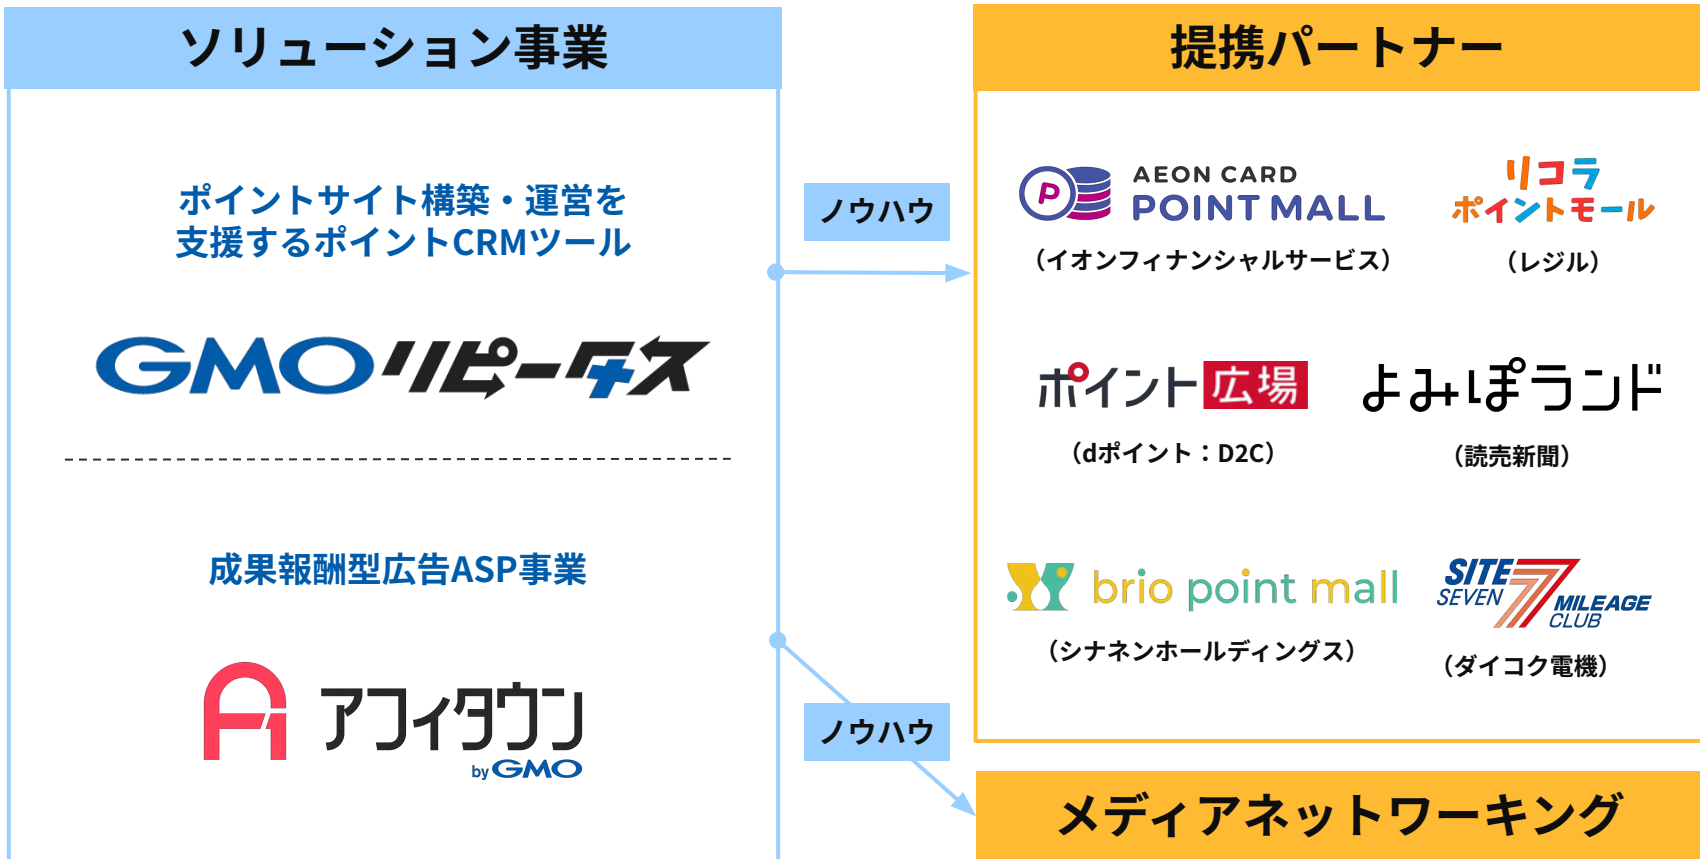 ソリューション事業
ポイントサイト構築・運営を
支援するポイントCRMツール
GMOリピータス
成果報酬型広告ASP事業
アフィタウン
by GMO
ノウハウ
ノウハウ
提携パートナー
P
AEON CARD
POINT MALL
（イオンフィナンシャルサービス）
リコラ
ポイントモール
（レジル）
ポイント広場
（dポイント：D2C）
よみぽランド
（読売新聞）
brio point mall
（シナネンホールディングス）
SITE
SEVEN
7
MILEAGE
CLUB
（ダイコク電機）
メディアネットワーキング